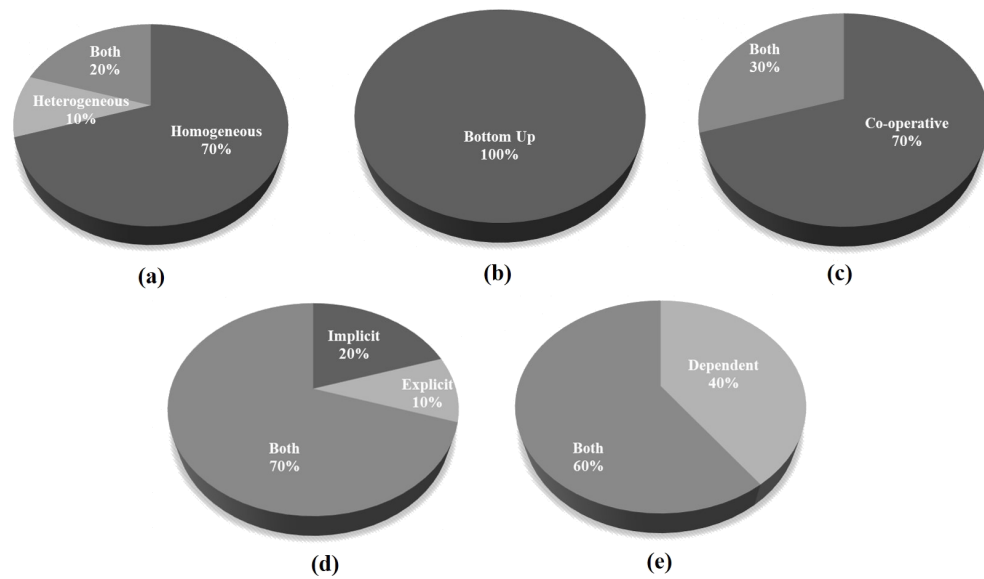 Both
20%
Heterogeneous
10%
Homogeneous
70%
(a)
Bottom Up
100%
(b)
Both
30%
Co-operative
70%
(c)
Implicit
20%
Explicit
10%
Both
70%
(d)
Dependent
40%
Both
60%
(e)